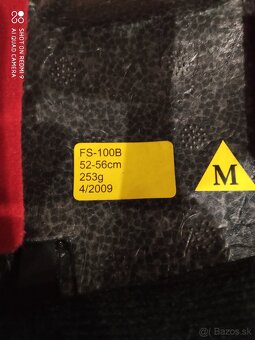 SHOT ON REDMI 9
AI QUAD CAMERA
FS-100B
52-56cm
253g
4/2009
M
Bazos.sk